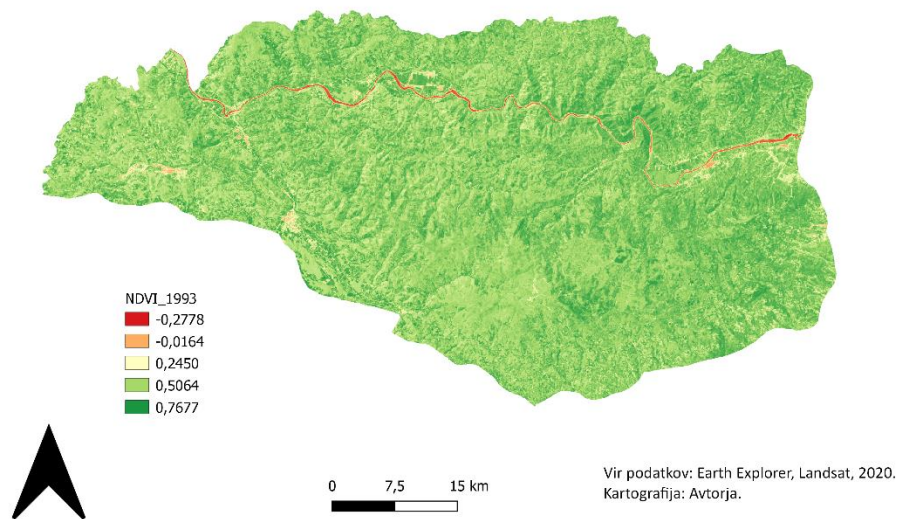 NDVI_1993
-0,2778
-0,0164
0,2450
0,5064
0,7677
0 7,5 15 km
Vir podatkov: Earth Explorer, Landsat, 2020.
Kartografija: Avtorja.